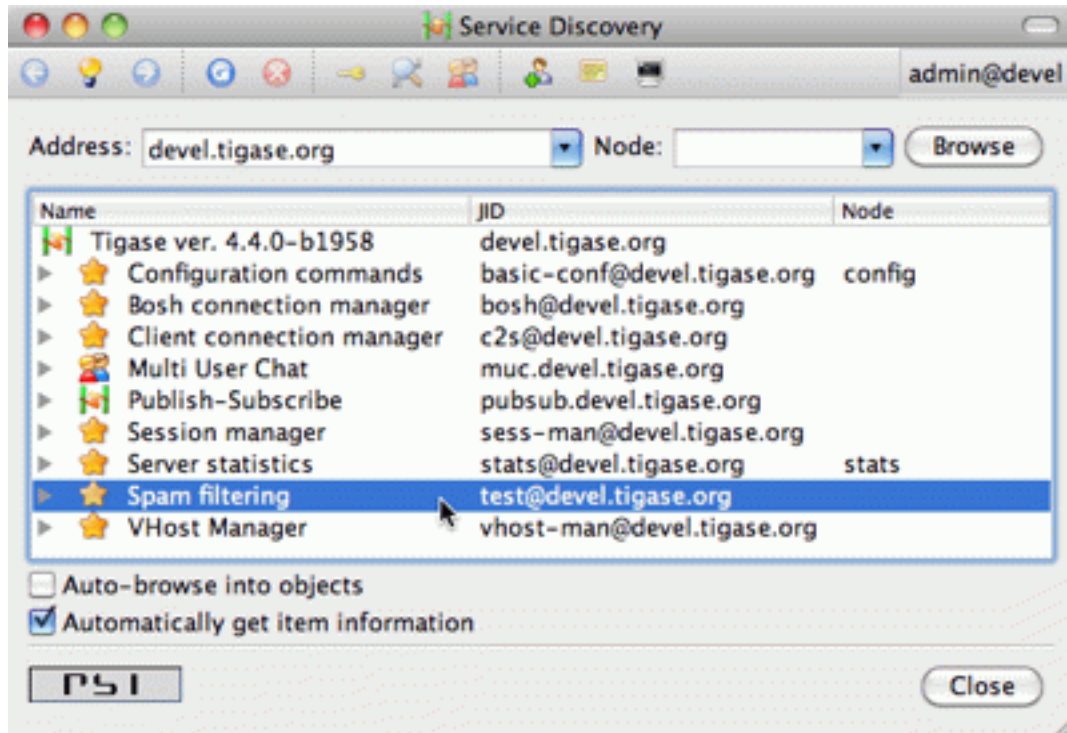 Service Discovery
admin@devel
Address: devel.tigase.org Node: Browse
Name JID Node
Tigase ver. 4.4.0-b1958 devel.tigase.org
Configuration commands basic-conf@devel.tigase.org config
Bosh connection manager bosh@devel.tigase.org
Client connection manager c2s@devel.tigase.org
Multi User Chat muc.devel.tigase.org
Publish-Subscribe pubsub.devel.tigase.org
Session manager sess-man@devel.tigase.org
Server statistics stats@devel.tigase.org stats
Spam filtering test@devel.tigase.org
VHost Manager vhost-man@devel.tigase.org
Auto-browse into objects
Automatically get item information
PSI Close